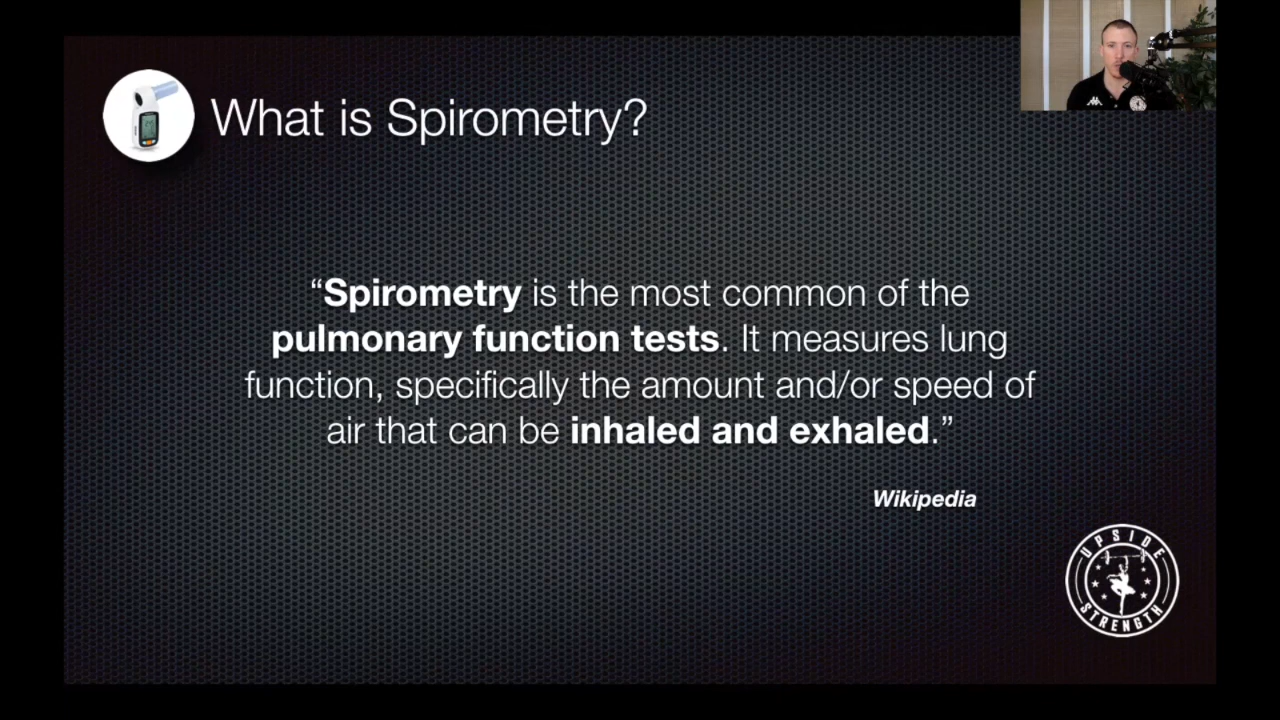 What is Spirometry?
“Spirometry is the most common of the
pulmonary function tests. It measures lung
function, specifically the amount and/or speed of
air that can be inhaled and exhaled.”
Wikipedia
UPSIDE
STRENGTH